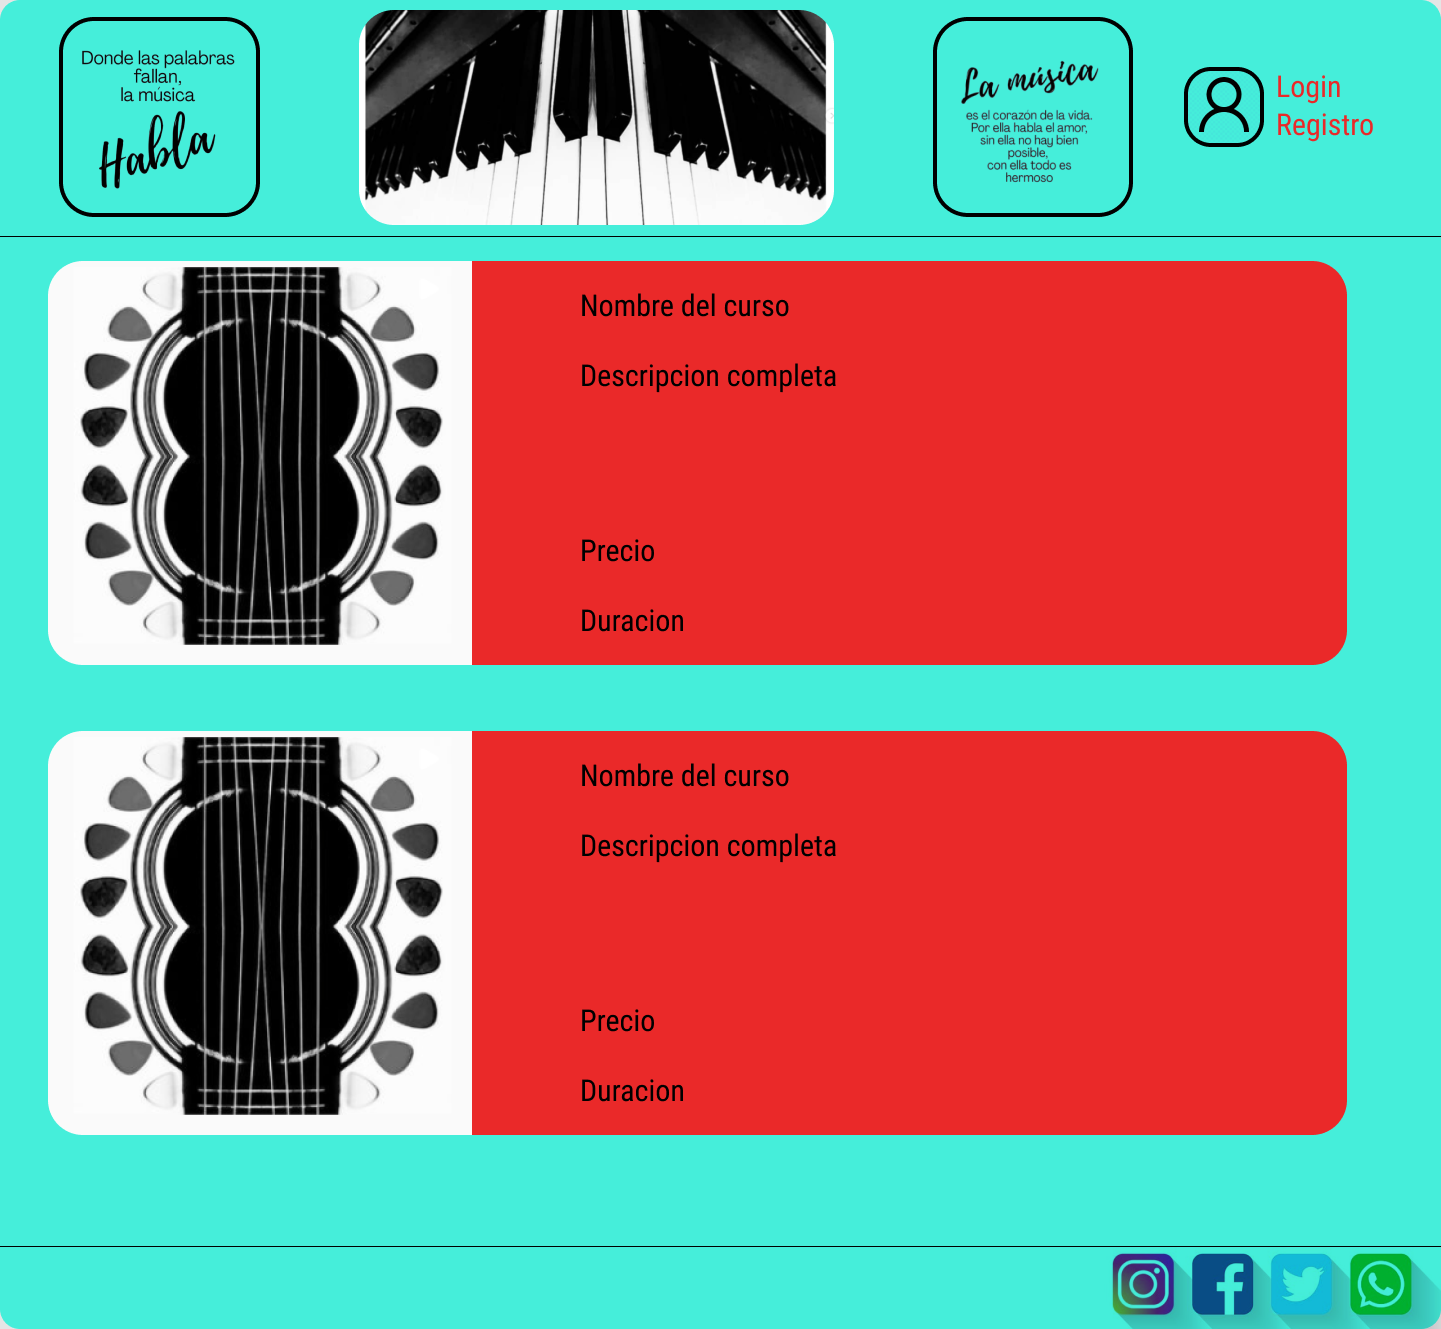 Donde las palabras
fallan,
la música
Habla
La música
es el corazón de la vida.
Por ella habla el amor,
sin ella no hay bien
posible,
con ella todo es
hermoso
Login
Registro
Nombre del curso
Descripcion completa
Precio
Duracion
Nombre del curso
Descripcion completa
Precio
Duracion